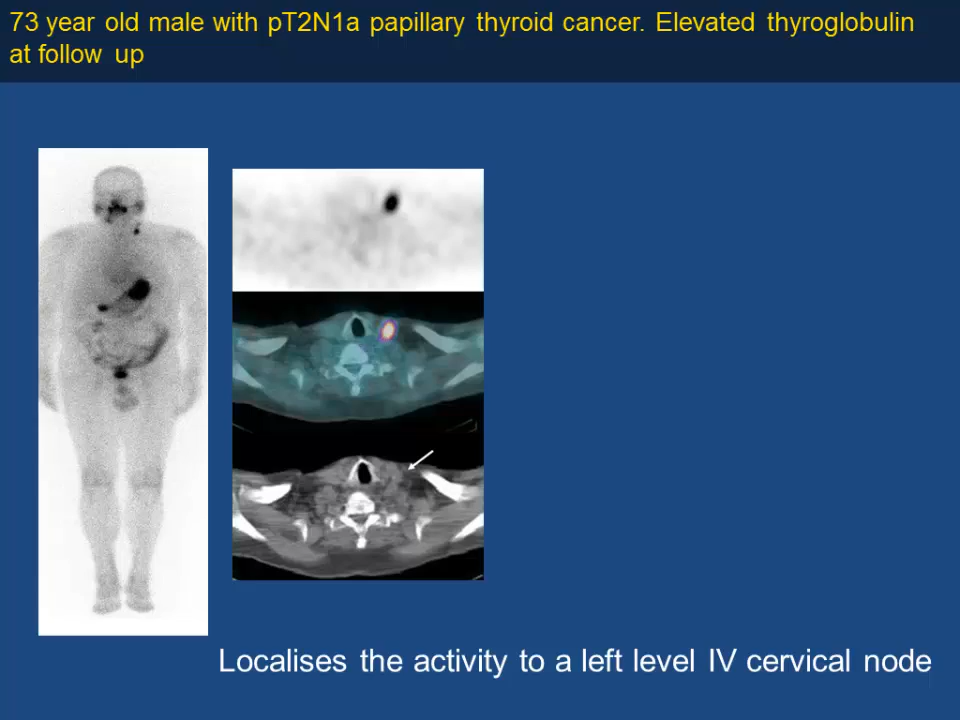 73 year old male with pT2N1a papillary thyroid cancer. Elevated thyroglobulin
at follow up
Localises the activity to a left level IV cervical node